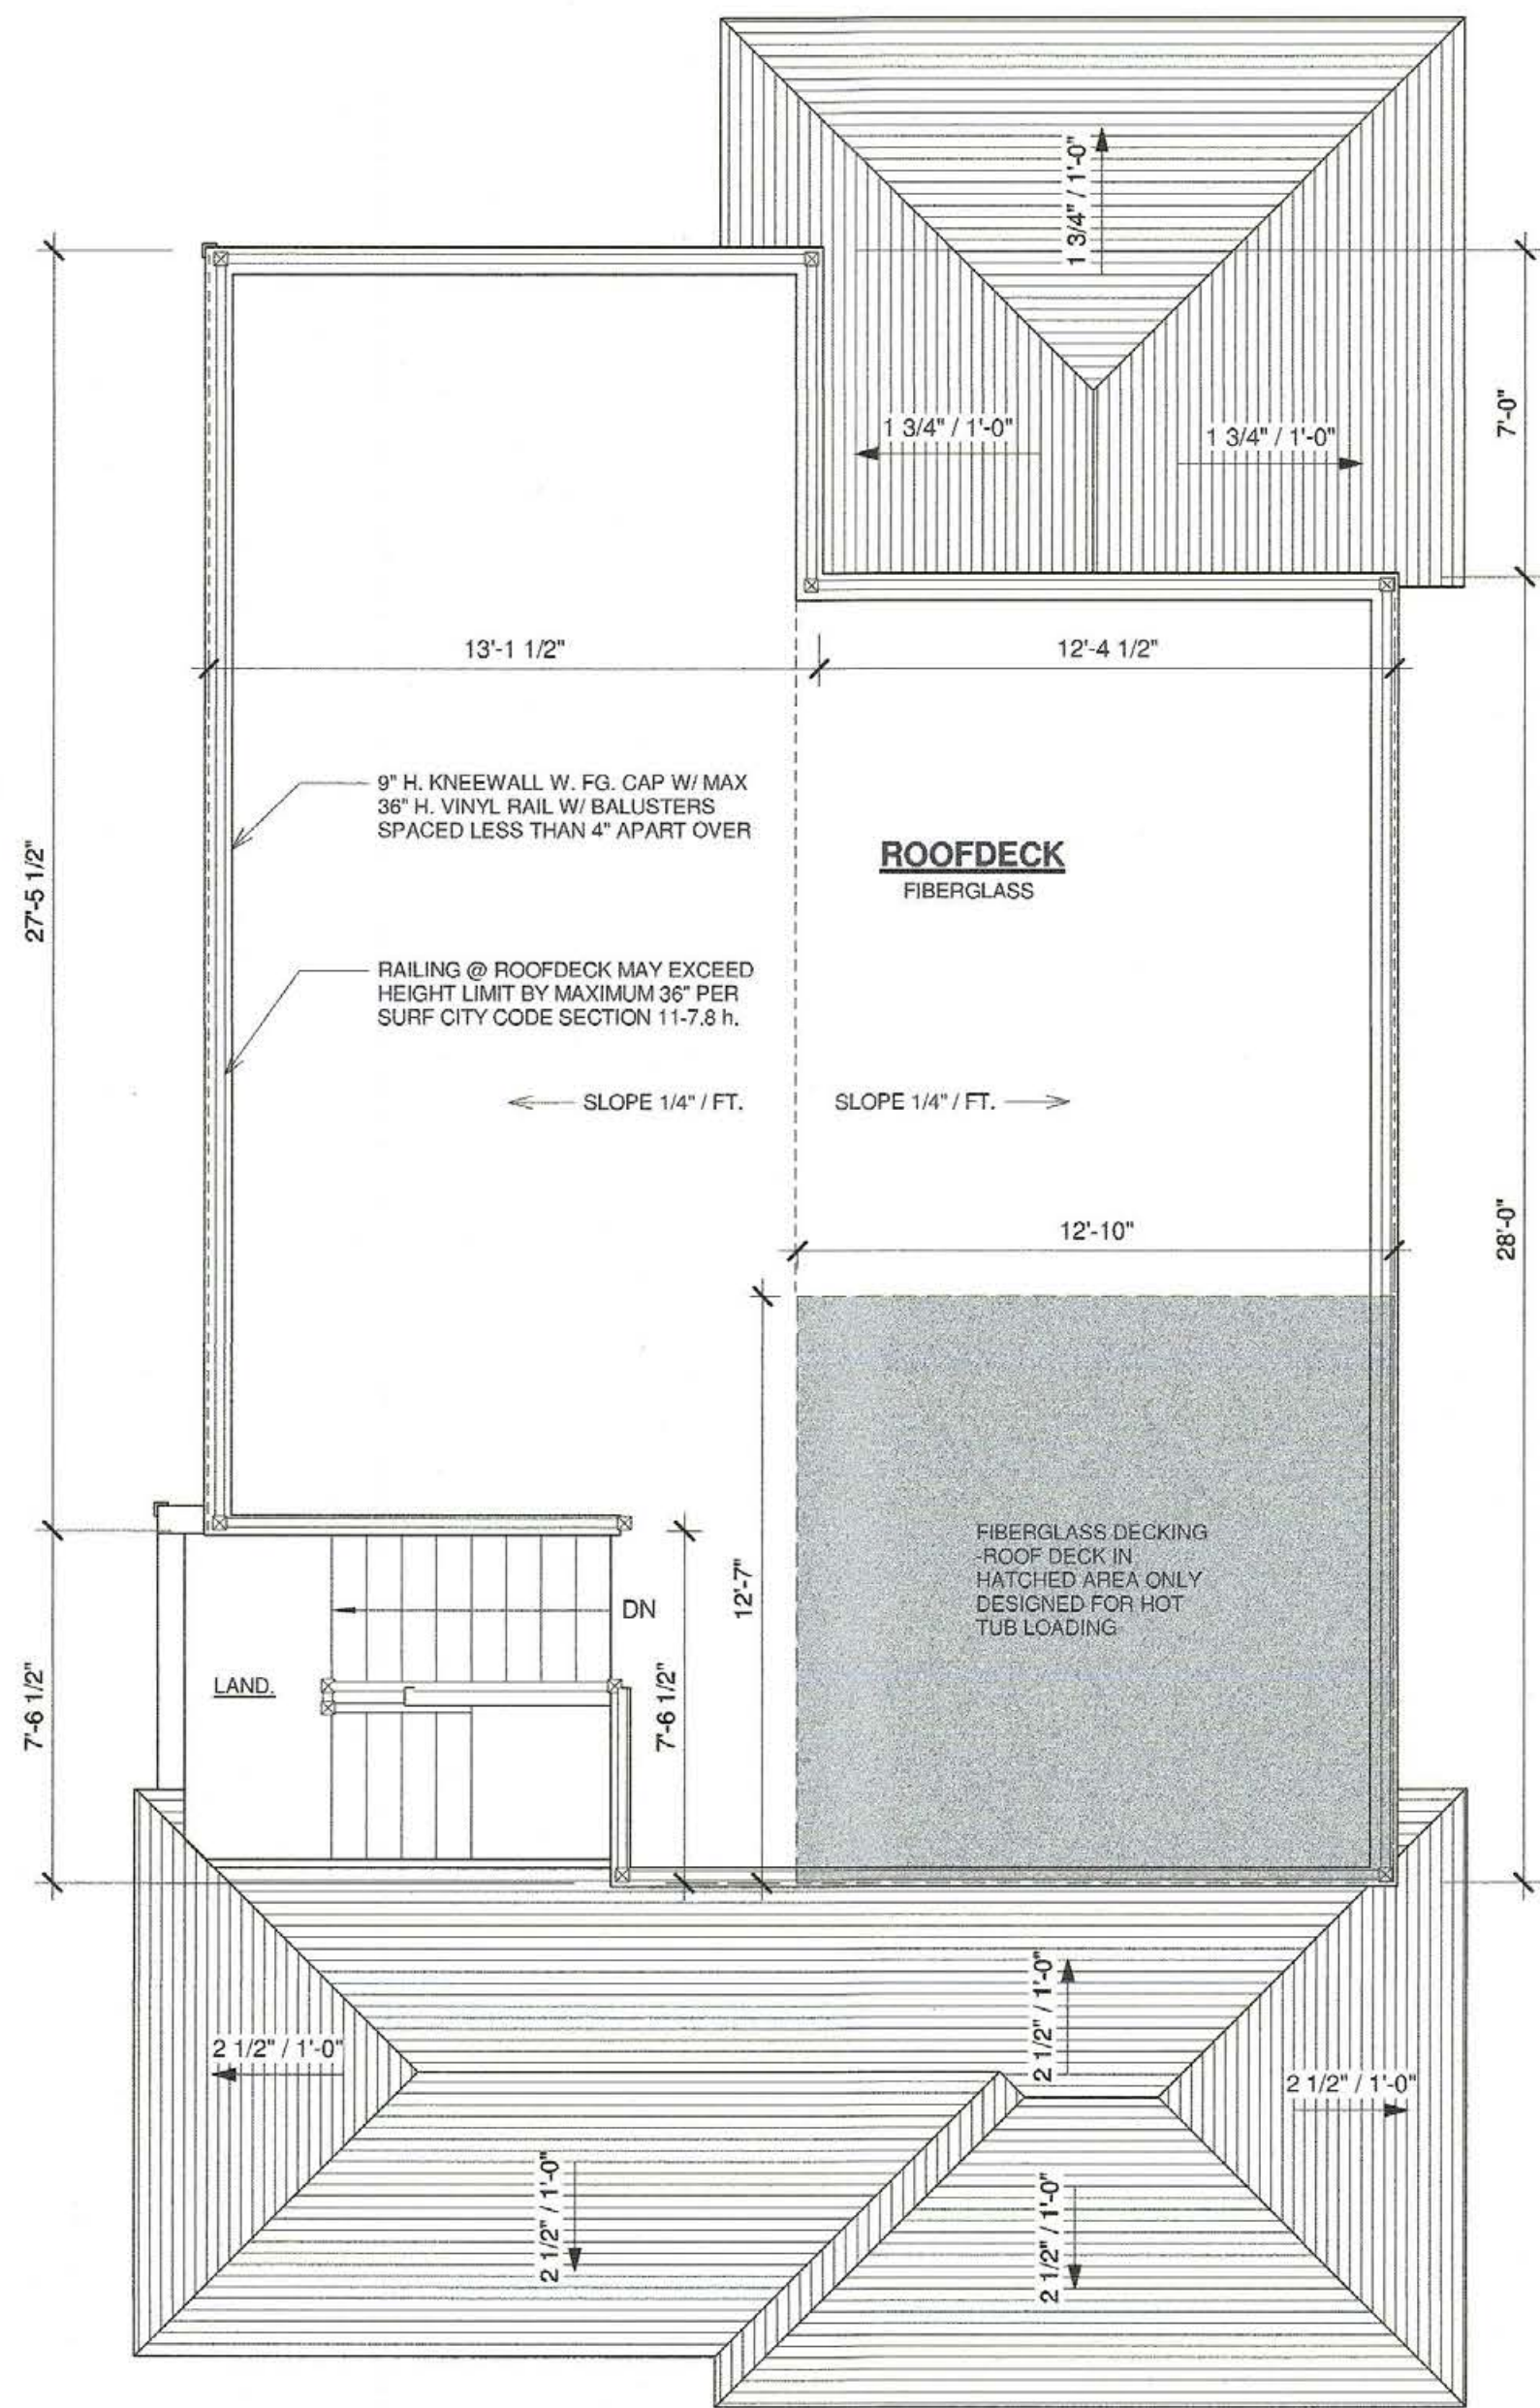 1 3/4" / 1'-0"
1 3/4" / 1'-0"
1 3/4" / 1'-0"
7'-0"
13'-1 1/2"
12'-4 1/2"
9" H. KNEEWALL W. FG. CAP W/ MAX
36" H. VINYL RAIL W/ BALUSTERS
SPACED LESS THAN 4" APART OVER
ROOFDECK
FIBERGLASS
27'-5 1/2"
RAILING @ ROOFDECK MAY EXCEED
HEIGHT LIMIT BY MAXIMUM 36" PER
SURF CITY CODE SECTION 11-7.8 h.
SLOPE 1/4" / FT.
SLOPE 1/4" / FT.
12'-10"
28'-0"
FIBERGLASS DECKING
-ROOF DECK IN
HATCHED AREA ONLY
DESIGNED FOR HOT
TUB LOADING
12'-7"
DN
LAND.
7'-6 1/2"
7'-6 1/2"
2 1/2" / 1'-0"
2 1/2" / 1'-0"
2 1/2" / 1'-0"
2 1/2" / 1'-0"
2 1/2" / 1'-0"